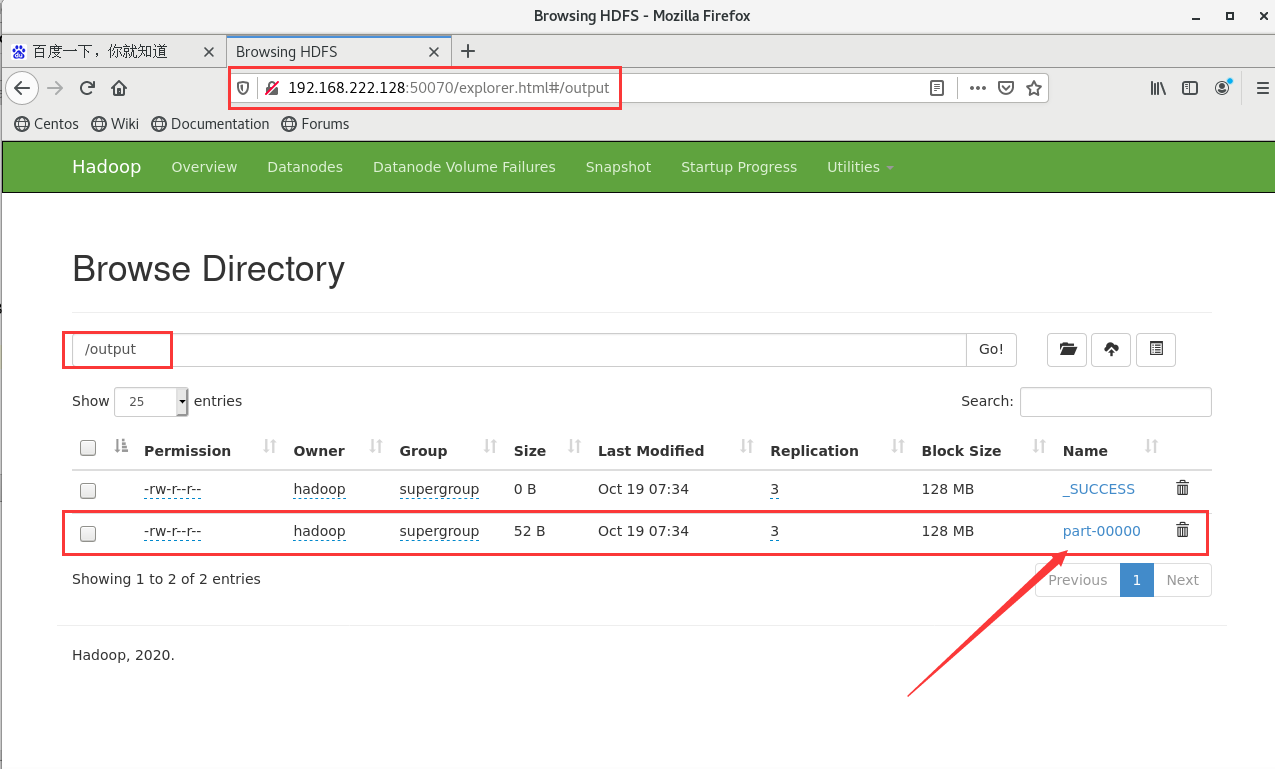 Browsing HDFS - Mozilla Firefox
百度一下，你就知道
Browsing HDFS
192.168.222.128:50070/explorer.html#/output
Centos Wiki Documentation Forums
Hadoop Overview Datanodes Datanode Volume Failures Snapshot Startup Progress Utilities
Browse Directory
/output Go!
Show 25 entries Search:
Permission Owner Group Size Last Modified Replication Block Size Name
-rw-r--r-- hadoop supergroup 0 B Oct 19 07:34 3 128 MB _SUCCESS
-rw-r--r-- hadoop supergroup 52 B Oct 19 07:34 3 128 MB part-00000
Showing 1 to 2 of 2 entries Previous 1 Next
Hadoop, 2020.